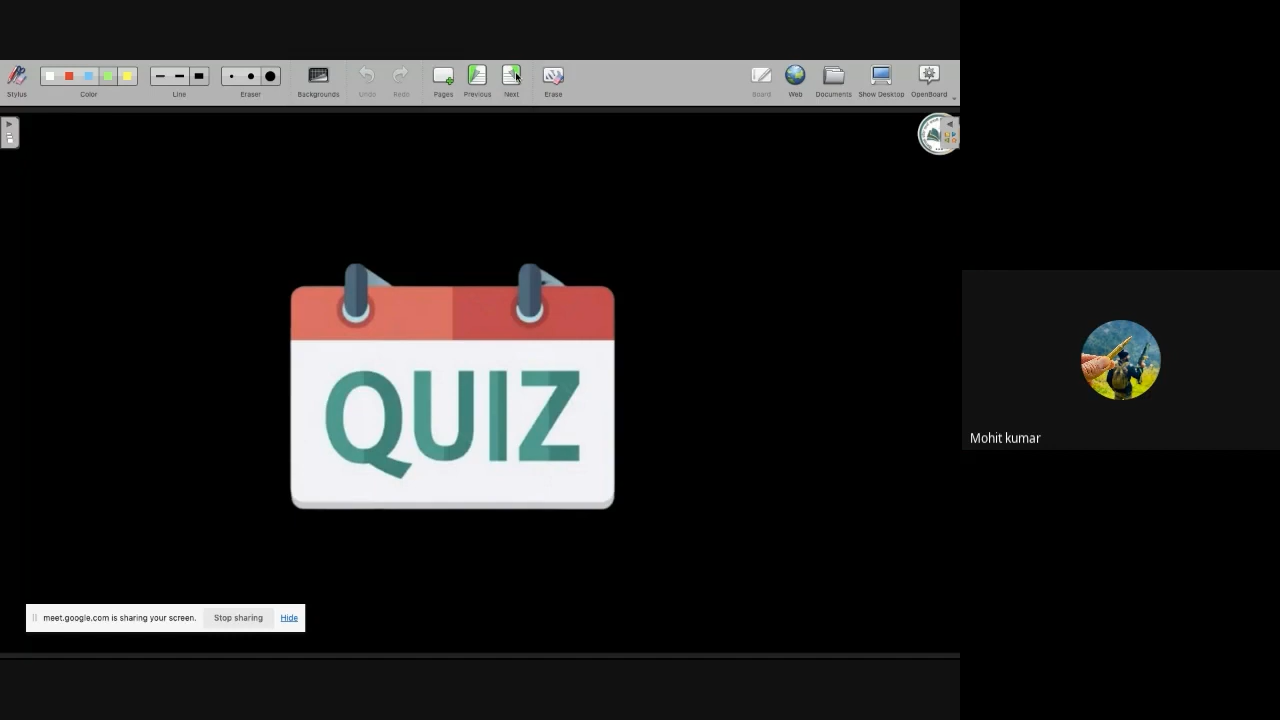 Stylus Color Line Eraser Backgrounds Undo Redo Pages Previous Next Erase Board Web Documents Show Desktop OpenBoard
QUIZ
Mohit kumar
meet.google.com is sharing your screen. Stop sharing Hide